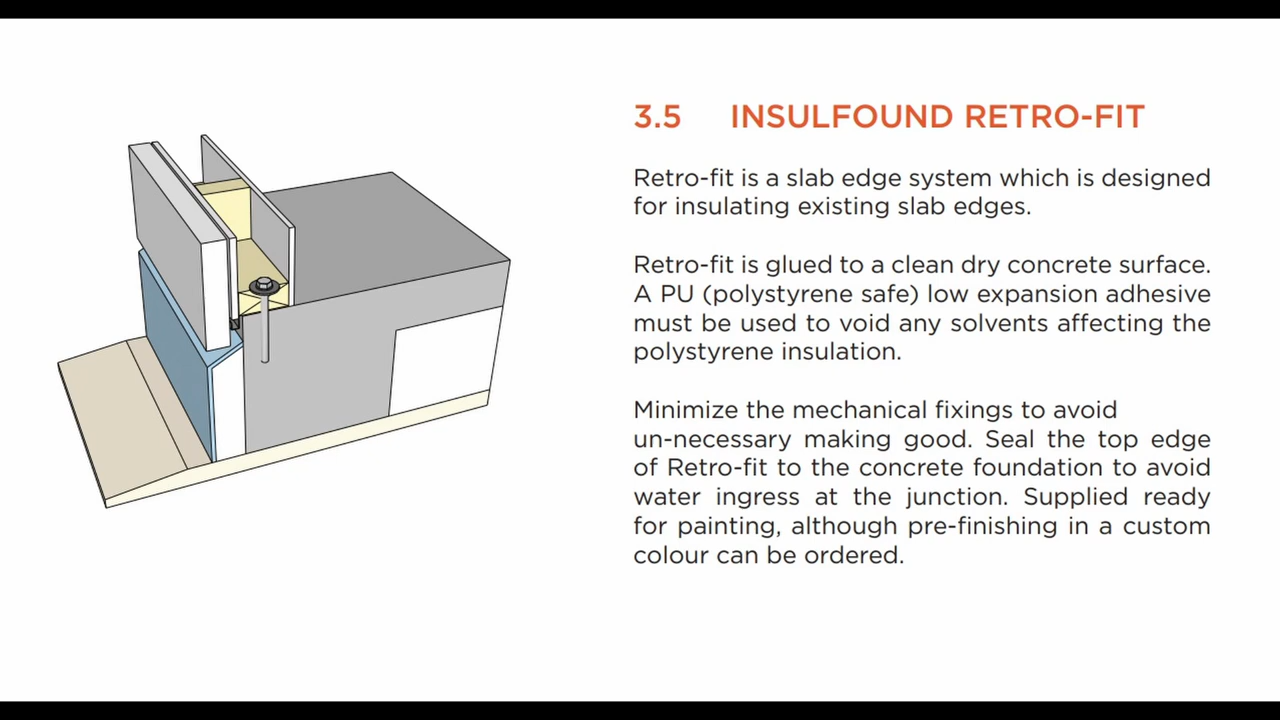 3.5 INSULFOUND RETRO-FIT
Retro-fit is a slab edge system which is designed
for insulating existing slab edges.
Retro-fit is glued to a clean dry concrete surface.
A PU (polystyrene safe) low expansion adhesive
must be used to void any solvents affecting the
polystyrene insulation.
Minimize the mechanical fixings to avoid
un-necessary making good. Seal the top edge
of Retro-fit to the concrete foundation to avoid
water ingress at the junction. Supplied ready
for painting, although pre-finishing in a custom
colour can be ordered.